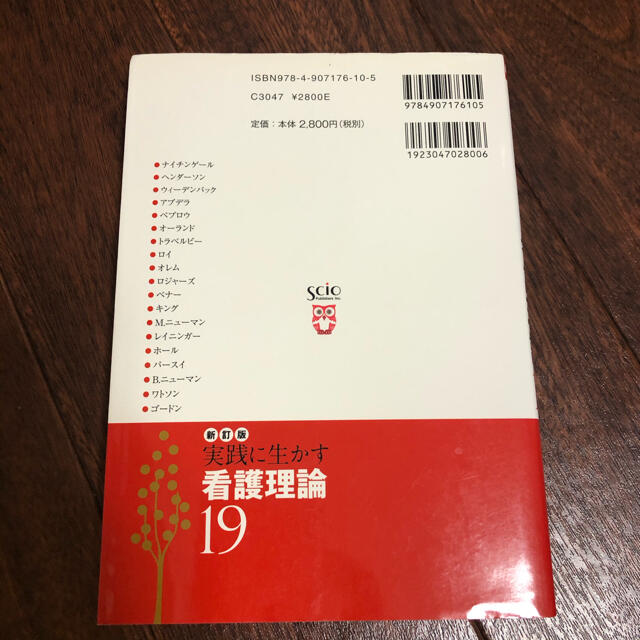 ISBN978-4-907176-10-5
C3047 ¥2800E
定価：本体 2,800円（税別）
9784907176105
1923047028006
● ナイチンゲール
● ヘンダーソン
● ウィーデンバック
● アブデラ
● ペプロウ
● オーランド
● トラベルビー
● ロイ
● オレム
● ロジャーズ
● ベナー
● キング
● M.ニューマン
● レイニンガー
● ホール
● パースイ
● B.ニューマン
● ワトソン
● ゴードン
scio
Publishers Inc.
新訂版
実践に生かす
看護理論
19